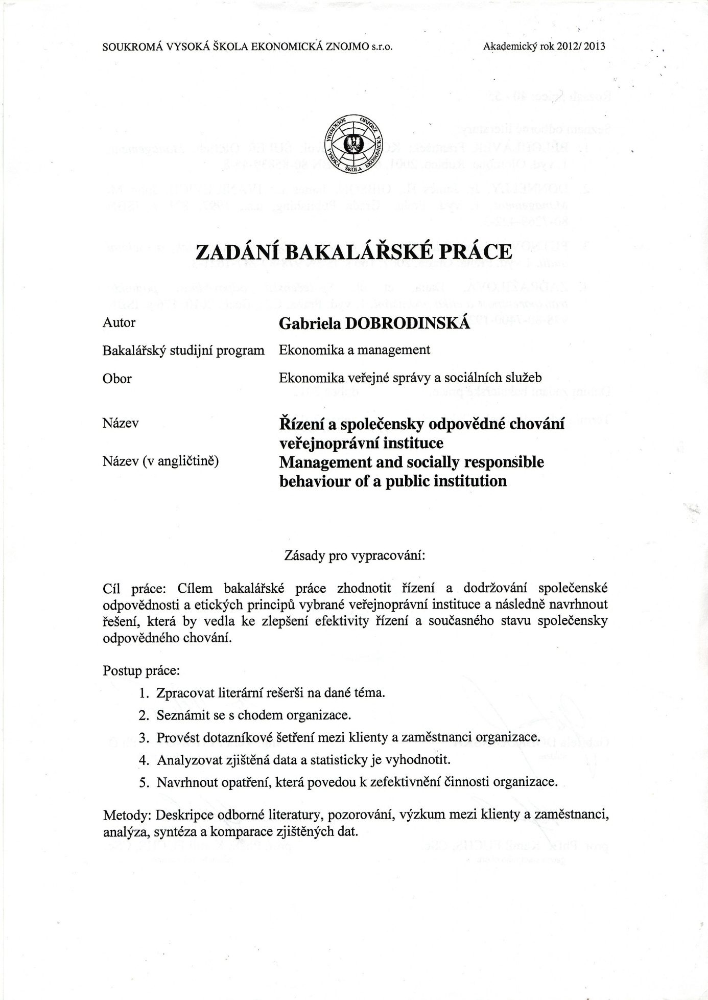 SOUKROMÁ VYSOKÁ ŠKOLA EKONOMICKÁ ZNOJMO s.r.o. Akademický rok 2012/ 2013
SOUKROMÁ VYSOKÁ ŠKOLA EKONOMICKÁ ZNOJMO
ZADÁNÍ BAKALÁŘSKÉ PRÁCE
Autor Gabriela DOBRODINSKÁ
Bakalářský studijní program Ekonomika a management
Obor Ekonomika veřejné správy a sociálních služeb
Název Řízení a společensky odpovědné chování
veřejnoprávní instituce
Název (v angličtině) Management and socially responsible
behaviour of a public institution
Zásady pro vypracování:
Cíl práce: Cílem bakalářské práce zhodnotit řízení a dodržování společenské
odpovědnosti a etických principů vybrané veřejnoprávní instituce a následně navrhnout
řešení, která by vedla ke zlepšení efektivity řízení a současného stavu společensky
odpovědného chování.
Postup práce:
1. Zpracovat literární rešerši na dané téma.
2. Seznámit se s chodem organizace.
3. Provést dotazníkové šetření mezi klienty a zaměstnanci organizace.
4. Analyzovat zjištěná data a statisticky je vyhodnotit.
5. Navrhnout opatření, která povedou k zefektivnění činnosti organizace.
Metody: Deskripce odborné literatury, pozorování, výzkum mezi klienty a zaměstnanci,
analýza, syntéza a komparace zjištěných dat.